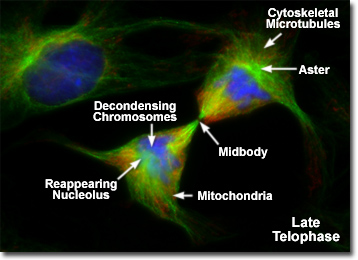 Cytoskeletal
Microtubules
Aster
Decondensing
Chromosomes
Midbody
Reappearing
Nucleolus
Mitochondria
Late
Telophase